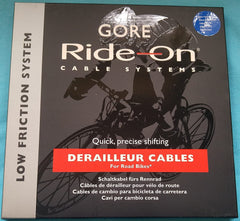 GORE
Ride-On®
CABLE SYSTEMS
LOW FRICTION SYSTEM
Quick, precise shifting
DERAILLEUR CABLES
For Road Bikes*
Schaltkabel fürs Rennrad
Câbles de dérailleur pour vélo de route
Cables de cambio para bicicleta de carretera
Cavi per cambio corsa